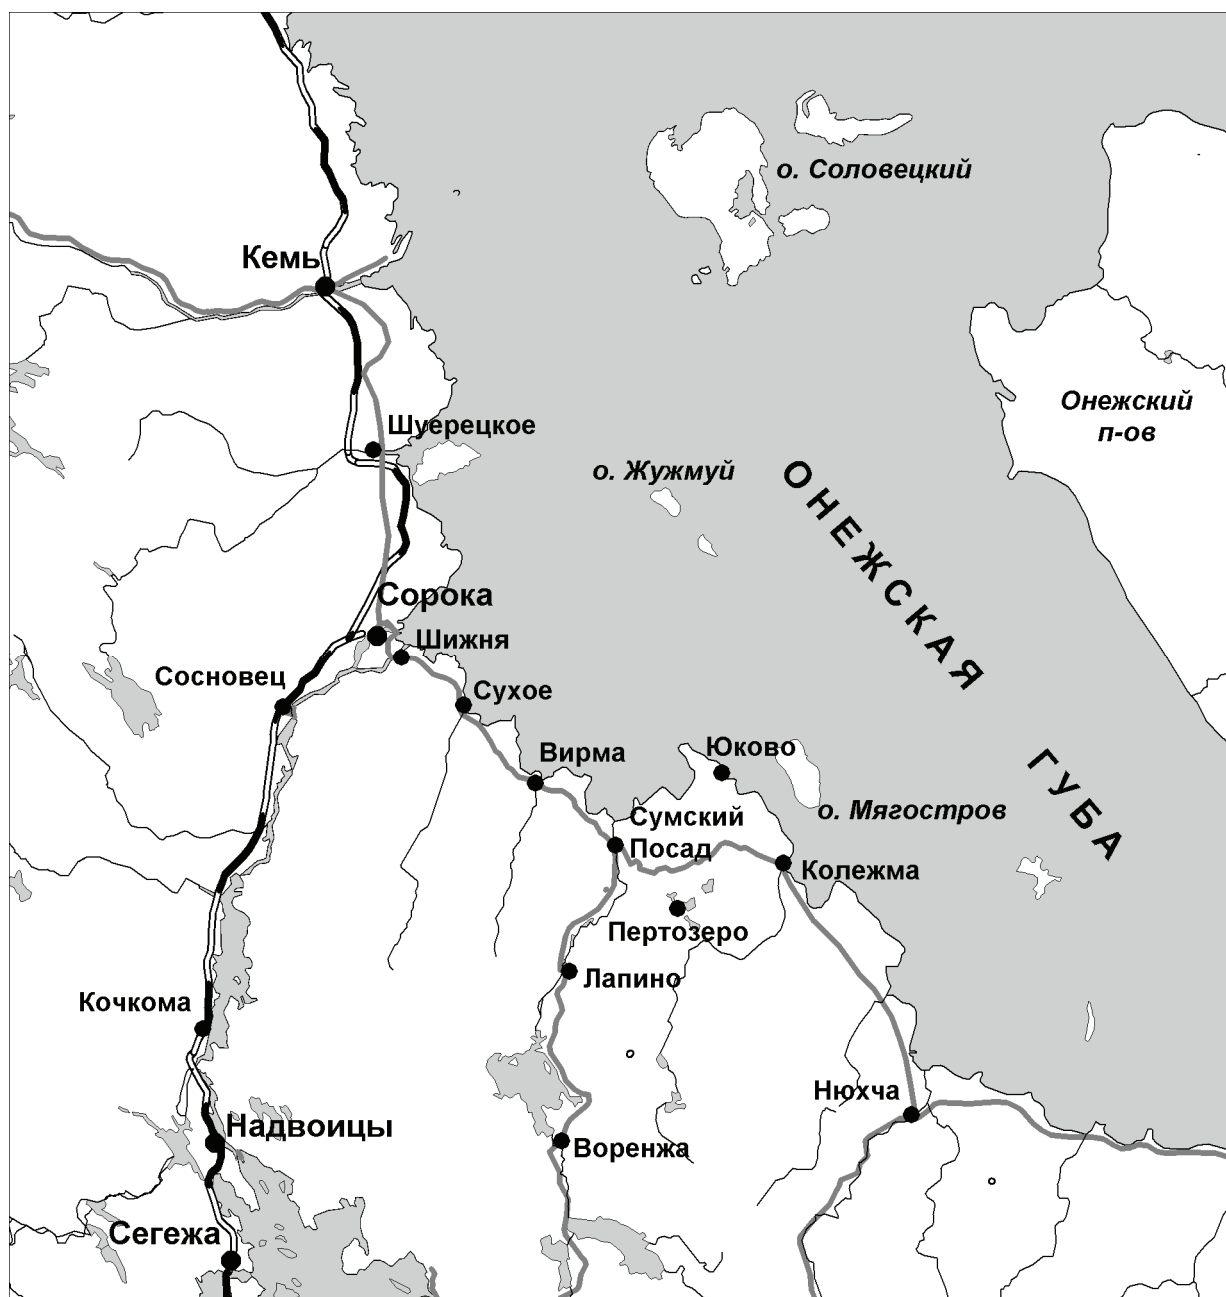 о. Соловецкий
Кемь
Онежский
п-ов
Шуерецкое
о. Жужмуй
ОНЕЖСКАЯ
ГУБА
Сорока
Шижня
Сосновец
Сухое
Вирма
Юково
о. Мягостров
Сумский
Посад
Колежма
Пертозеро
Лапино
Кочкома
Нюхча
Надвоицы
Воренжа
Сегежа